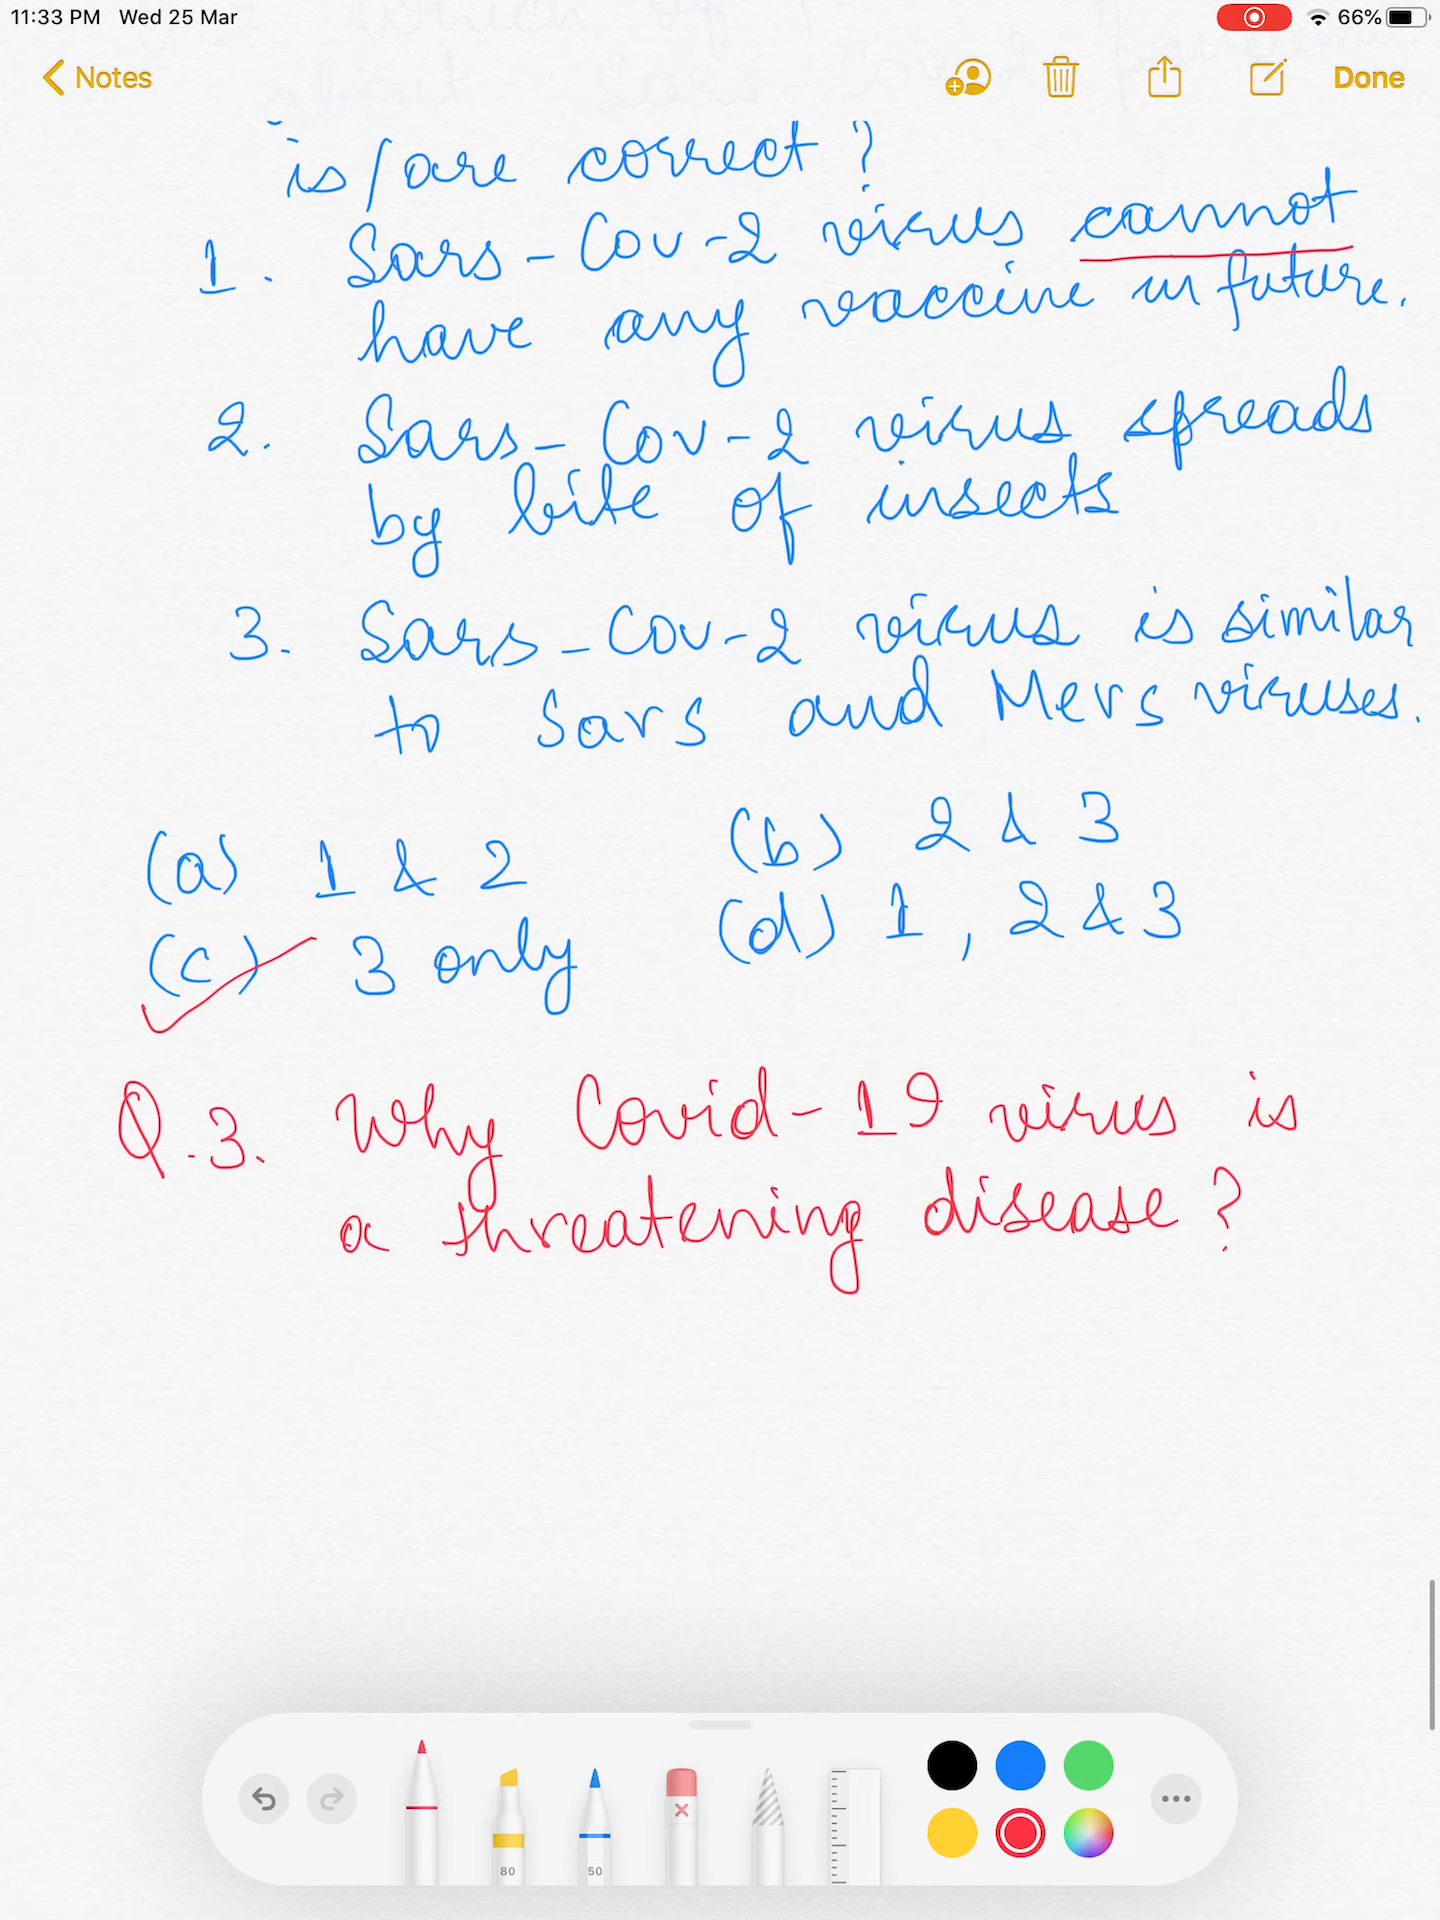 11:33 PM Wed 25 Mar 66%
Notes Done
is/are correct?
1. Sars-Cov-2 virus cannot
have any vaccine in future.
2. Sars-Cov-2 virus spreads
by bite of insects
3. Sars-Cov-2 virus is similar
to Sars and Mers viruses.
(a) 1 & 2 (b) 2 & 3
(c) 3 only (d) 1, 2 & 3
Q.3. Why Covid-19 virus is
a threatening disease?
80 50